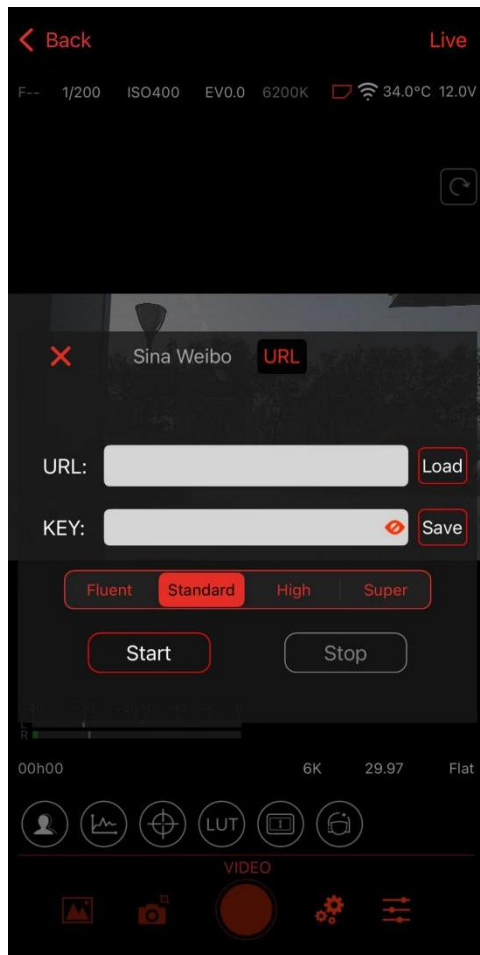 Back
Live
F-- 1/200 ISO400 EV0.0 6200K 34.0°C 12.0V
Sina Weibo URL
URL: Load
KEY: Save
Fluent Standard High Super
Start Stop
L
R
00h00 6K 29.97 Flat
LUT
VIDEO